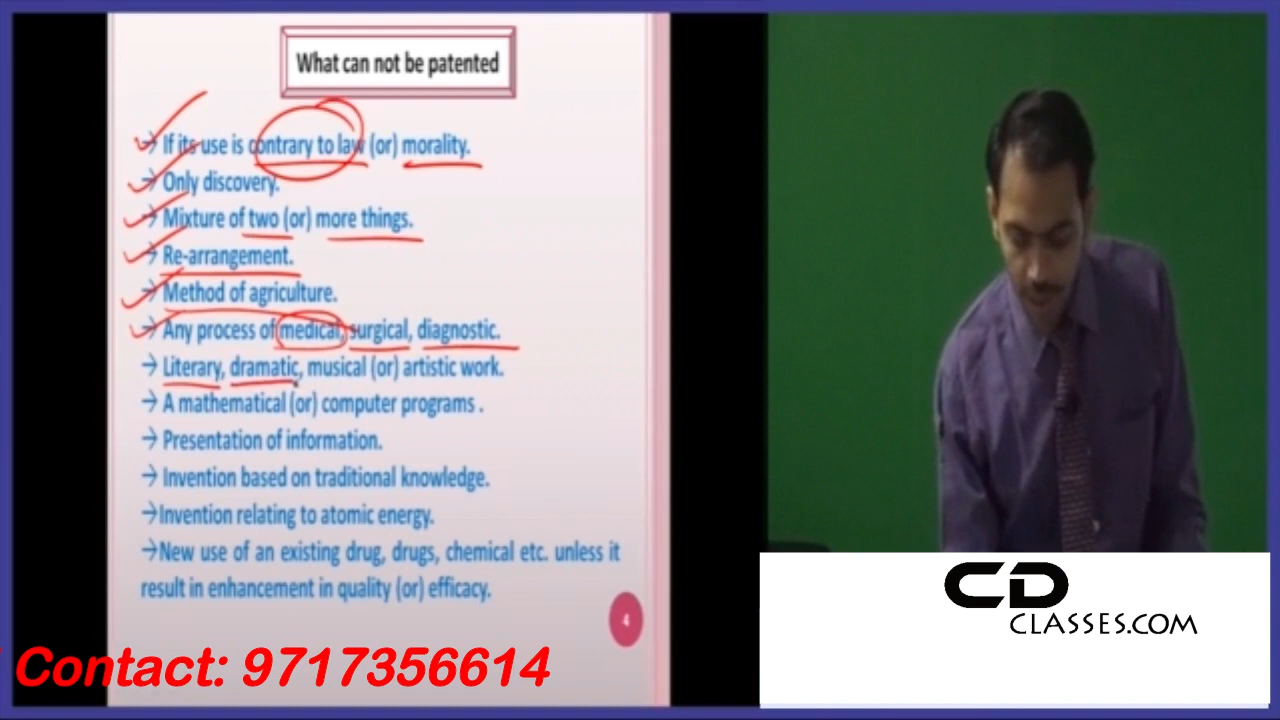 What can not be patented
→ If its use is contrary to law (or) morality.
→ Only discovery.
→ Mixture of two (or) more things.
→ Re-arrangement.
→ Method of agriculture.
→ Any process of medical, surgical, diagnostic.
→ Literary, dramatic, musical (or) artistic work.
→ A mathematical (or) computer programs .
→ Presentation of information.
→ Invention based on traditional knowledge.
→Invention relating to atomic energy.
→New use of an existing drug, drugs, chemical etc. unless it
result in enhancement in quality (or) efficacy.
4
Contact: 9717356614
CD
CLASSES.COM